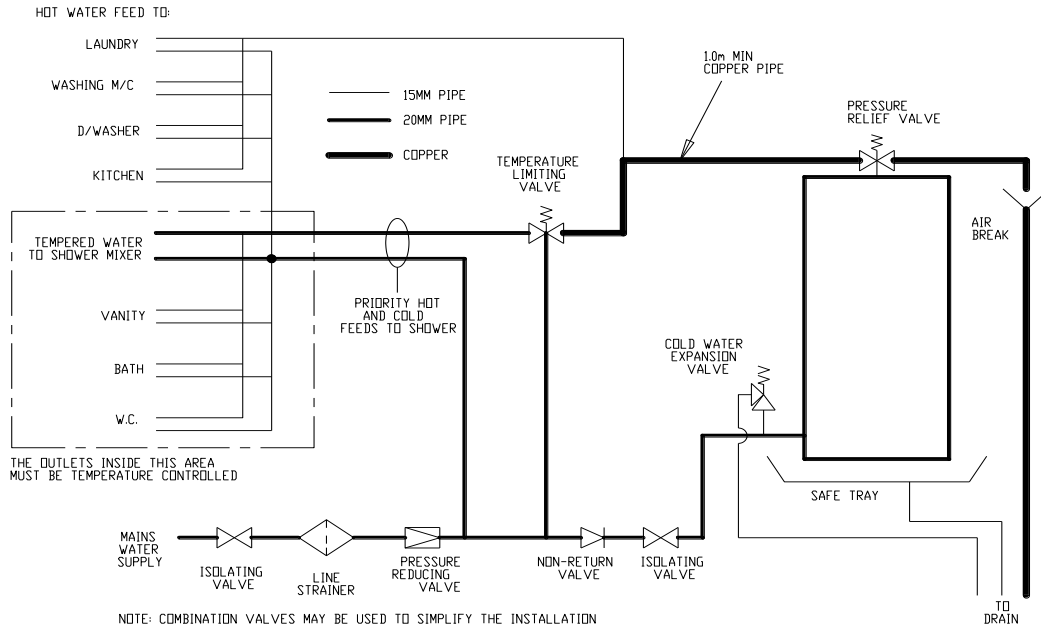 HOT WATER FEED TO:
LAUNDRY
WASHING M/C
D/WASHER
KITCHEN
15MM PIPE
20MM PIPE
COPPER
1.0m MIN
COPPER PIPE
PRESSURE
RELIEF VALVE
TEMPERATURE
LIMITING
VALVE
AIR
BREAK
TEMPERED WATER
TO SHOWER MIXER
PRIORITY HOT
AND COLD
FEEDS TO SHOWER
VANITY
BATH
W.C.
COLD WATER
EXPANSION
VALVE
THE OUTLETS INSIDE THIS AREA
MUST BE TEMPERATURE CONTROLLED
SAFE TRAY
MAINS
WATER
SUPPLY
ISOLATING
VALVE
LINE
STRAINER
PRESSURE
REDUCING
VALVE
NON-RETURN
VALVE
ISOLATING
VALVE
TO
DRAIN
NOTE: COMBINATION VALVES MAY BE USED TO SIMPLIFY THE INSTALLATION